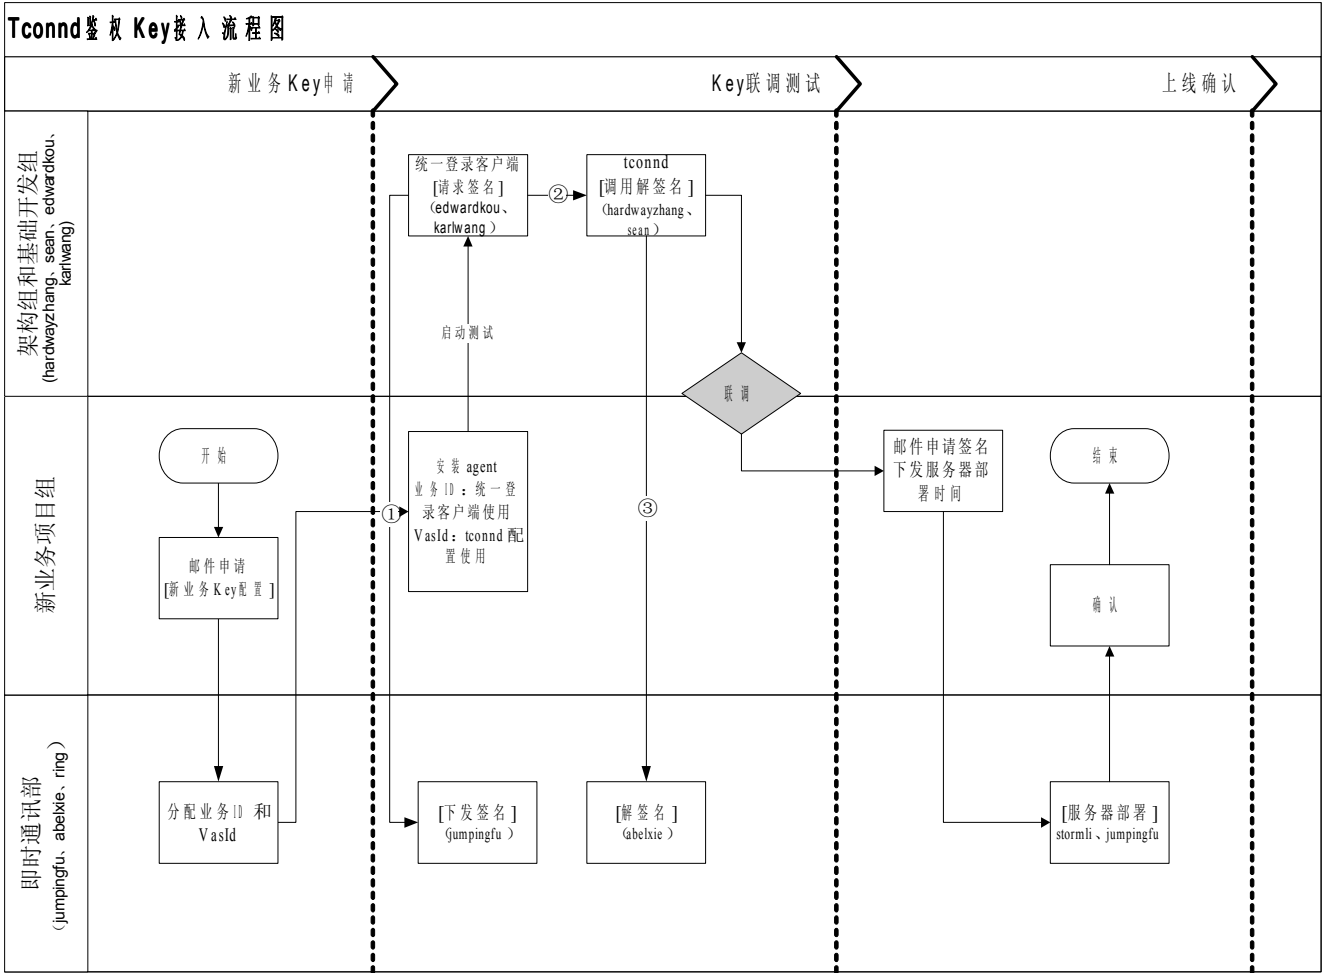 Tconnd鉴权Key接入流程图
新业务Key申请
Key联调测试
上线确认
架构组和基础开发组
(hardwayzhang、sean、edwardkou、
karlwang)
统一登录客户端
[请求签名]
（edwardkou、
karlwang）
②
tconnd
[调用解签名]
（hardwayzhang、
sean）
启动测试
联调
新业务项目组
开始
邮件申请
[新业务Key配置]
①
安装agent
业务ID：统一登
录客户端使用
VasId：tconnd配
置使用
③
邮件申请签名
下发服务器部
署时间
结束
确认
即时通讯部
（jumpingfu、abelxie、ring）
分配业务ID和
VasId
[下发签名]
（jumpingfu）
[解签名]
（abelxie）
[服务器部署]
stormli、jumpingfu